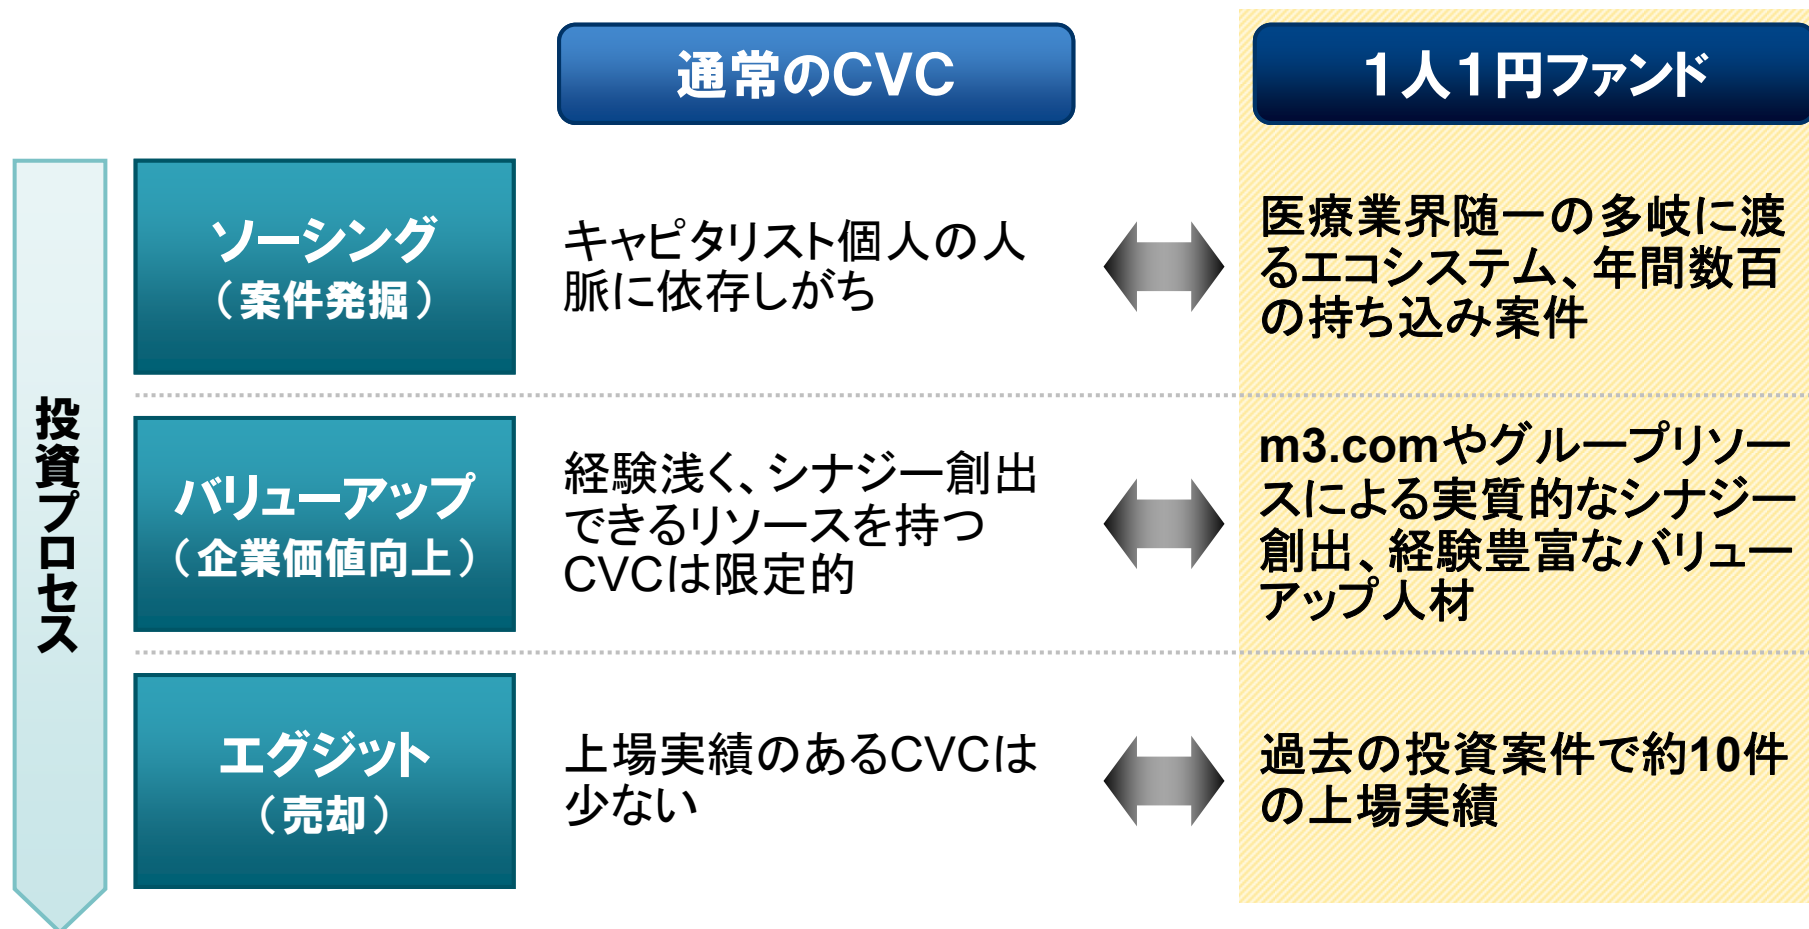 通常のCVC
1人1円ファンド
投資プロセス
ソーシング
（案件発掘）
キャピタリスト個人の人
脈に依存しがち
医療業界随一の多岐に渡
るエコシステム、年間数百
の持ち込み案件
バリューアップ
（企業価値向上）
経験浅く、シナジー創出
できるリソースを持つ
CVCは限定的
m3.comやグループリソー
スによる実質的なシナジー
創出、経験豊富なバリュー
アップ人材
エグジット
（売却）
上場実績のあるCVCは
少ない
過去の投資案件で約10件
の上場実績